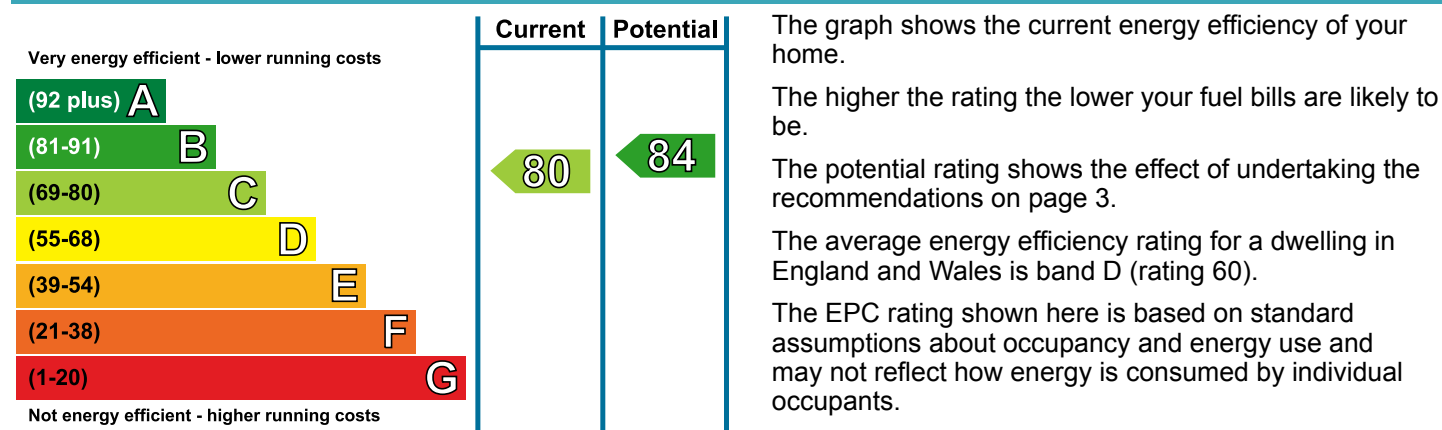 Current Potential
Very energy efficient - lower running costs
(92 plus) A
(81-91) B
(69-80) C
(55-68) D
(39-54) E
(21-38) F
(1-20) G
Not energy efficient - higher running costs
80
84
The graph shows the current energy efficiency of your
home.
The higher the rating the lower your fuel bills are likely to
be.
The potential rating shows the effect of undertaking the
recommendations on page 3.
The average energy efficiency rating for a dwelling in
England and Wales is band D (rating 60).
The EPC rating shown here is based on standard
assumptions about occupancy and energy use and
may not reflect how energy is consumed by individual
occupants.